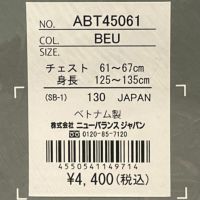 NO. ABT45061
COL. BEU
SIZE.
チェスト 61〜67cm
身長 125〜135cm
(SB-1) 130 JAPAN
ベトナム製
株式会社 ニューバランス ジャパン
0120-85-7120
4550541149714
¥4,400(税込)